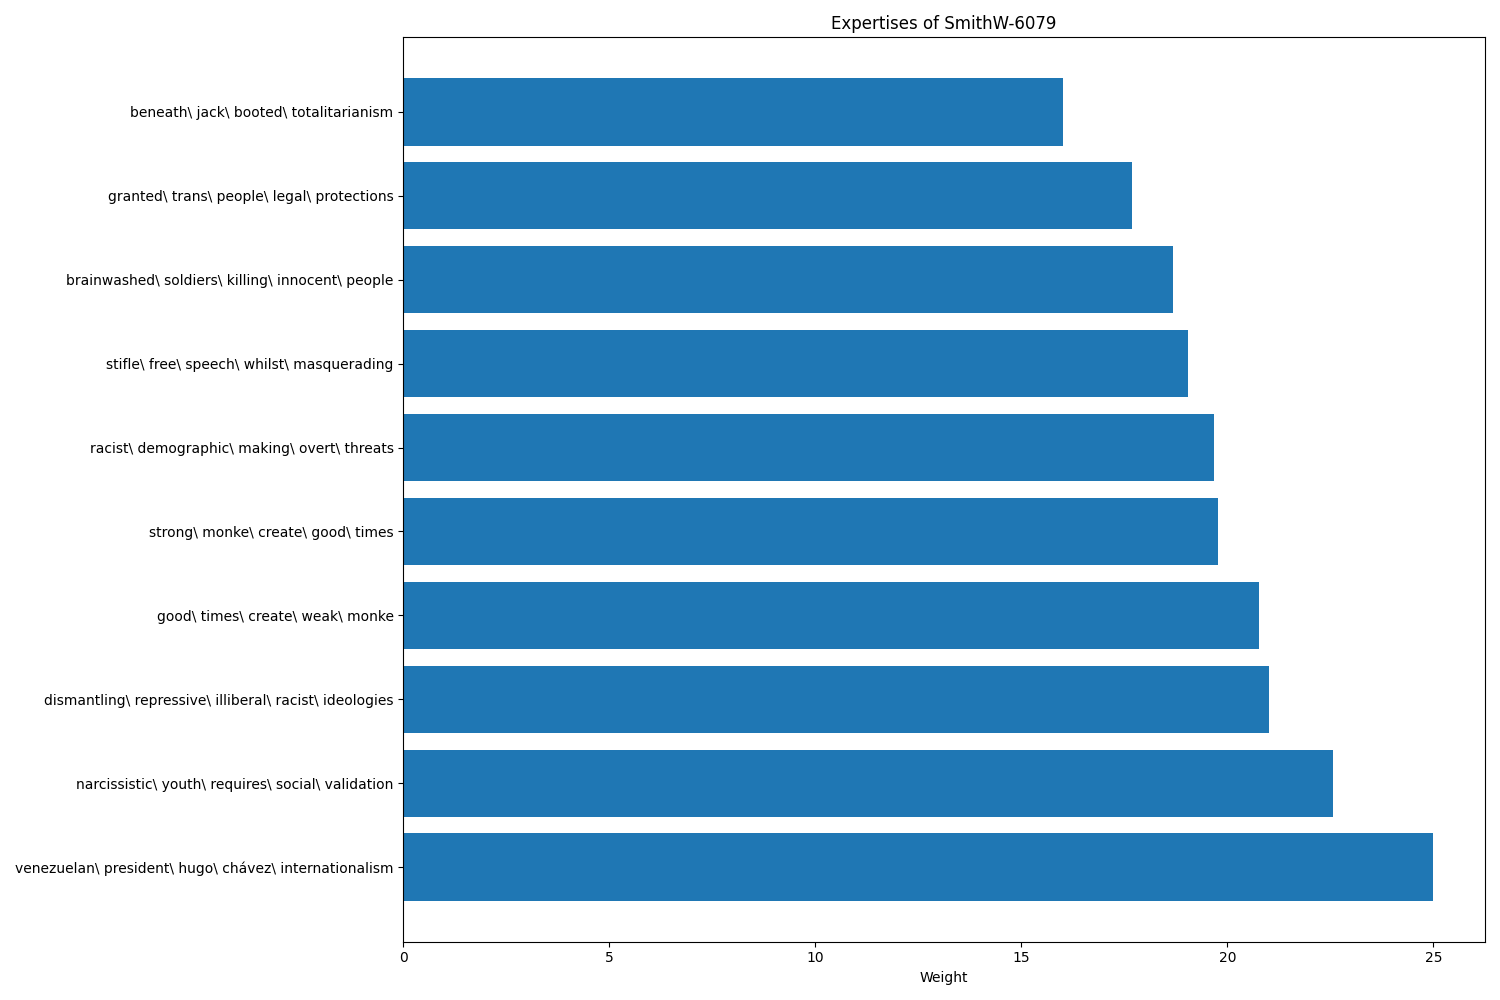 Expertises of SmithW-6079
beneath\ jack\ booted\ totalitarianism
granted\ trans\ people\ legal\ protections
brainwashed\ soldiers\ killing\ innocent\ people
stifle\ free\ speech\ whilst\ masquerading
racist\ demographic\ making\ overt\ threats
strong\ monke\ create\ good\ times
good\ times\ create\ weak\ monke
dismantling\ repressive\ illiberal\ racist\ ideologies
narcissistic\ youth\ requires\ social\ validation
venezuelan\ president\ hugo\ chávez\ internationalism
0 5 10 15 20 25
Weight